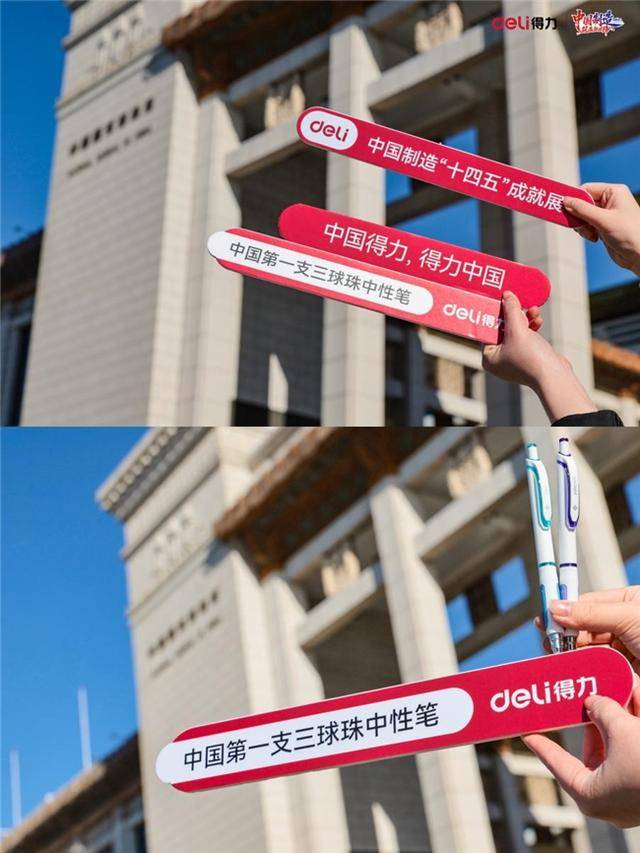 deli得力
deli
中国制造“十四五”成就展
中国得力，得力中国
中国第一支三球珠中性笔
deli得力
deli得力
中国第一支三球珠中性笔